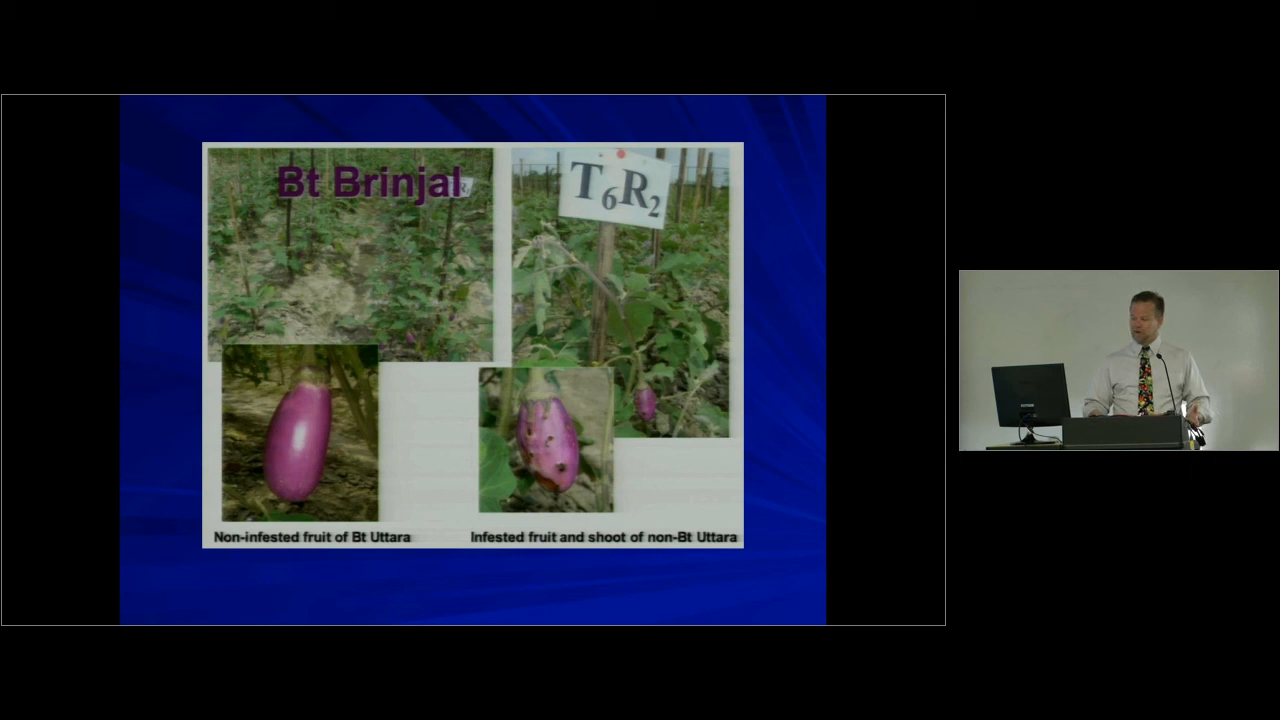 Bt Brinjal
T6R2
Non-infested fruit of Bt Uttara
Infested fruit and shoot of non-Bt Uttara